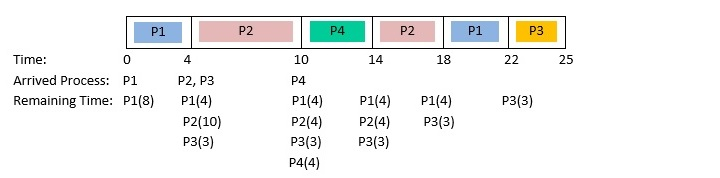 P1 P2 P4 P2 P1 P3
Time: 0 4 10 14 18 22 25
Arrived Process: P1 P2, P3 P4
Remaining Time: P1(8) P1(4) P1(4) P1(4) P1(4) P3(3)
P2(10) P2(4) P2(4) P3(3)
P3(3) P3(3) P3(3)
P4(4)